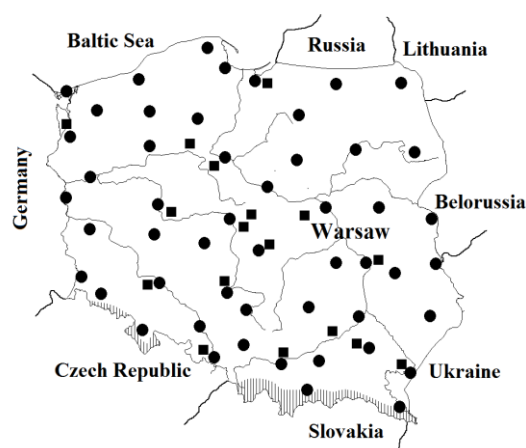 Baltic Sea
Russia
Lithuania
Germany
Belorussia
Warsaw
Czech Republic
Ukraine
Slovakia